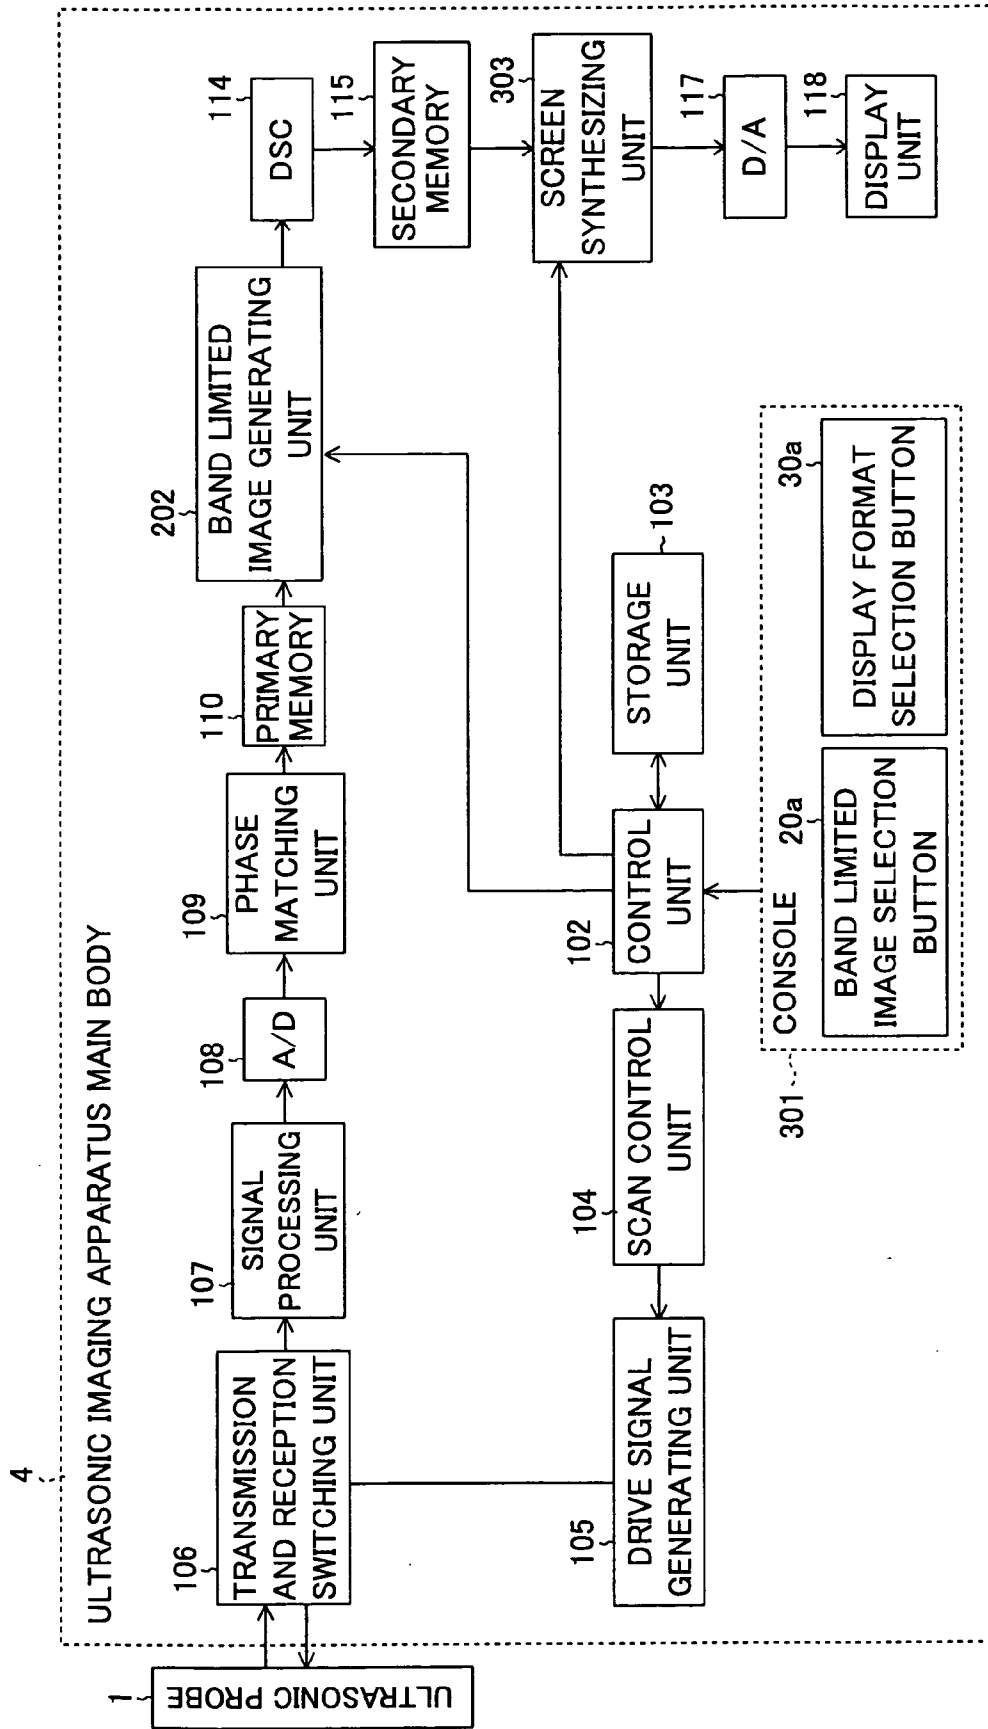 4
ULTRASONIC IMAGING APPARATUS MAIN BODY
1
ULTRASONIC PROBE
106
TRANSMISSION
AND RECEPTION
SWITCHING UNIT
107
SIGNAL
PROCESSING
UNIT
108
A/D
109
PHASE
MATCHING
UNIT
110
PRIMARY
MEMORY
202
BAND LIMITED
IMAGE GENERATING
UNIT
114
DSC
115
SECONDARY
MEMORY
303
SCREEN
SYNTHESIZING
UNIT
117
D/A
118
DISPLAY
UNIT
105
DRIVE SIGNAL
GENERATING UNIT
104
SCAN CONTROL
UNIT
102
CONTROL
UNIT
103
STORAGE
UNIT
301
CONSOLE
20a
BAND LIMITED
IMAGE SELECTION
BUTTON
30a
DISPLAY FORMAT
SELECTION BUTTON